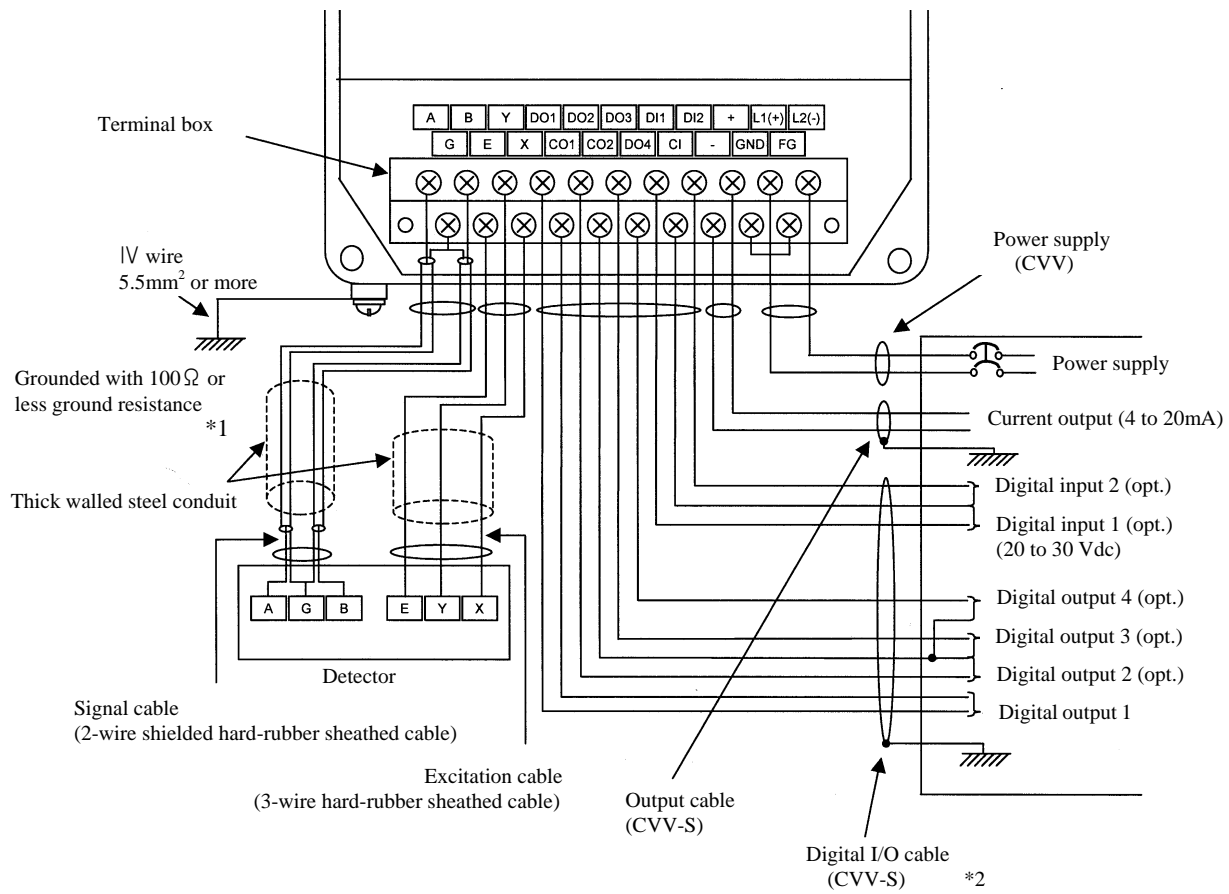 Terminal box
A B Y DO1 DO2 DO3 DI1 DI2 + L1(+) L2(-)
G E X CO1 CO2 DO4 CI - GND FG
IV wire
5.5mm² or more
Grounded with 100Ω or
less ground resistance
*1
Thick walled steel conduit
Power supply
(CVV)
Power supply
Current output (4 to 20mA)
Digital input 2 (opt.)
Digital input 1 (opt.)
(20 to 30 Vdc)
Digital output 4 (opt.)
Digital output 3 (opt.)
Digital output 2 (opt.)
Digital output 1
A G B E Y X
Detector
Signal cable
(2-wire shielded hard-rubber sheathed cable)
Excitation cable
(3-wire hard-rubber sheathed cable)
Output cable
(CVV-S)
Digital I/O cable
(CVV-S) *2